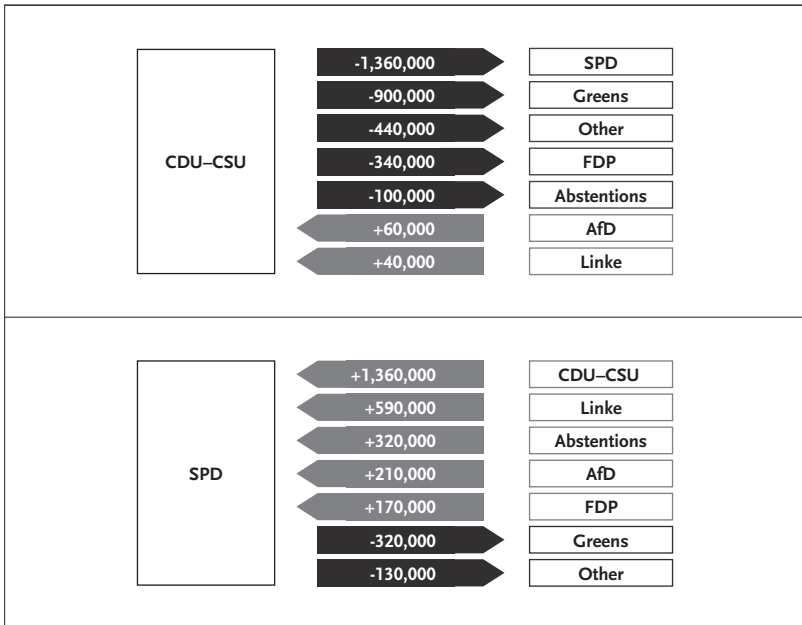 CDU–CSU
-1,360,000 SPD
-900,000 Greens
-440,000 Other
-340,000 FDP
-100,000 Abstentions
+60,000 AfD
+40,000 Linke
SPD
+1,360,000 CDU–CSU
+590,000 Linke
+320,000 Abstentions
+210,000 AfD
+170,000 FDP
-320,000 Greens
-130,000 Other